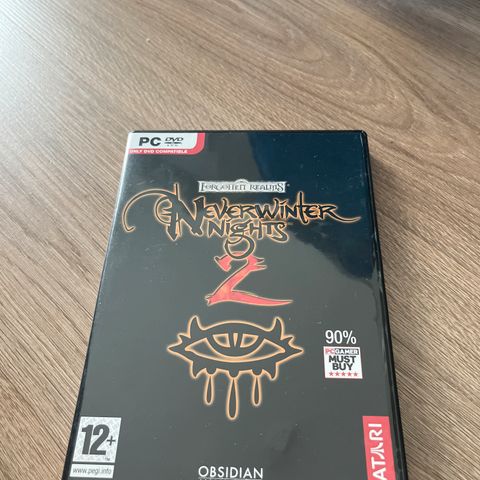 PC DVD
ONLY DVD COMPATIBLE
FORGOTTEN REALMS
NEVERWINTER
NIGHTS
2
90%
PC GAMER
MUST
BUY
12+
www.pegi.info
ATARI
OBSIDIAN